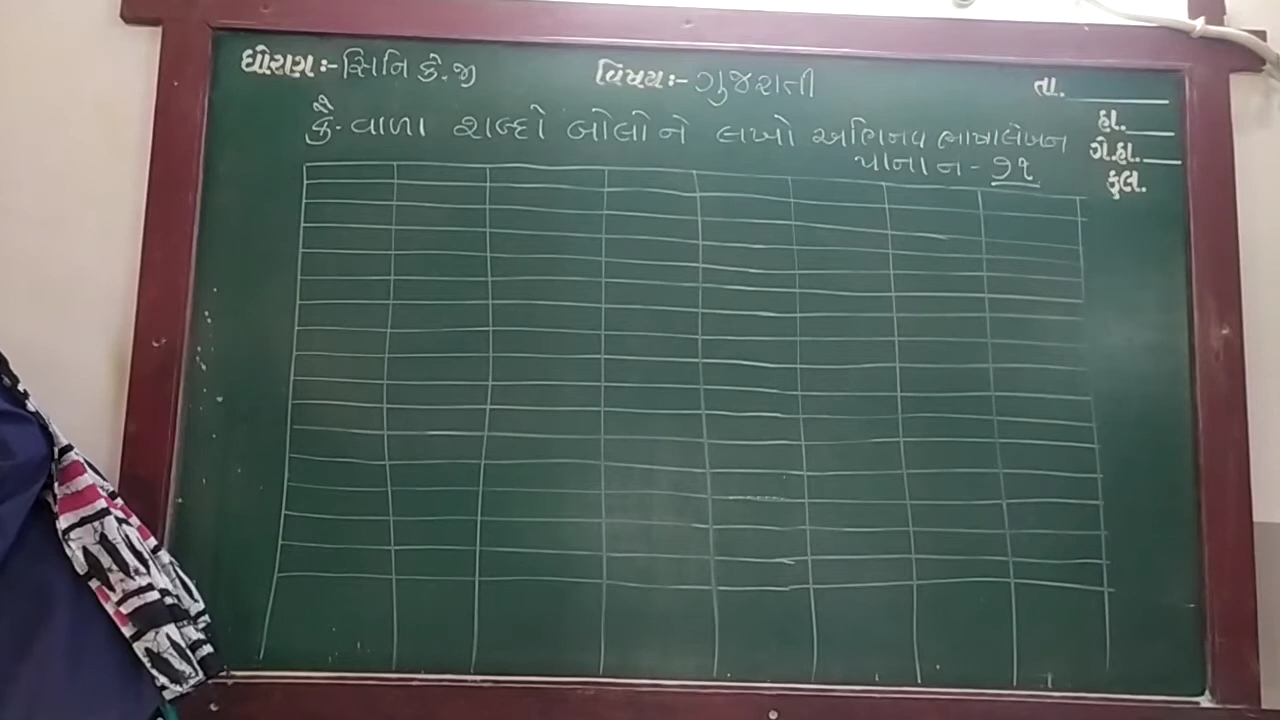 ધોરણ :- સિનિ કે.જી વિષય :- ગુજરાતી તા.
હા.
કૈ - વાળા શબ્દો બોલીને લખો અભિનવ ભાષાલેખન
ગે.હા.
પાના નં - ૭૧
કુલ.